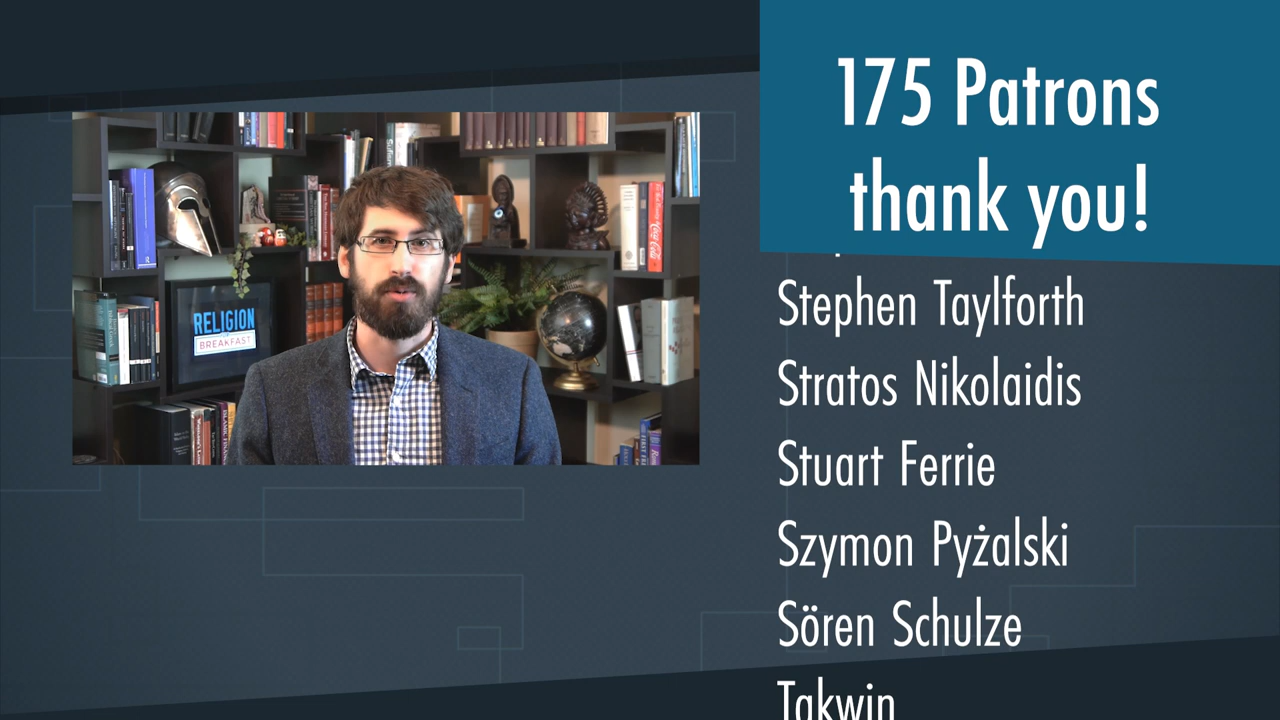 175 Patrons
thank you!
RELIGION
BREAKFAST
Stephen Taylforth
Stratos Nikolaidis
Stuart Ferrie
Szymon Pyżalski
Sören Schulze
Takwin